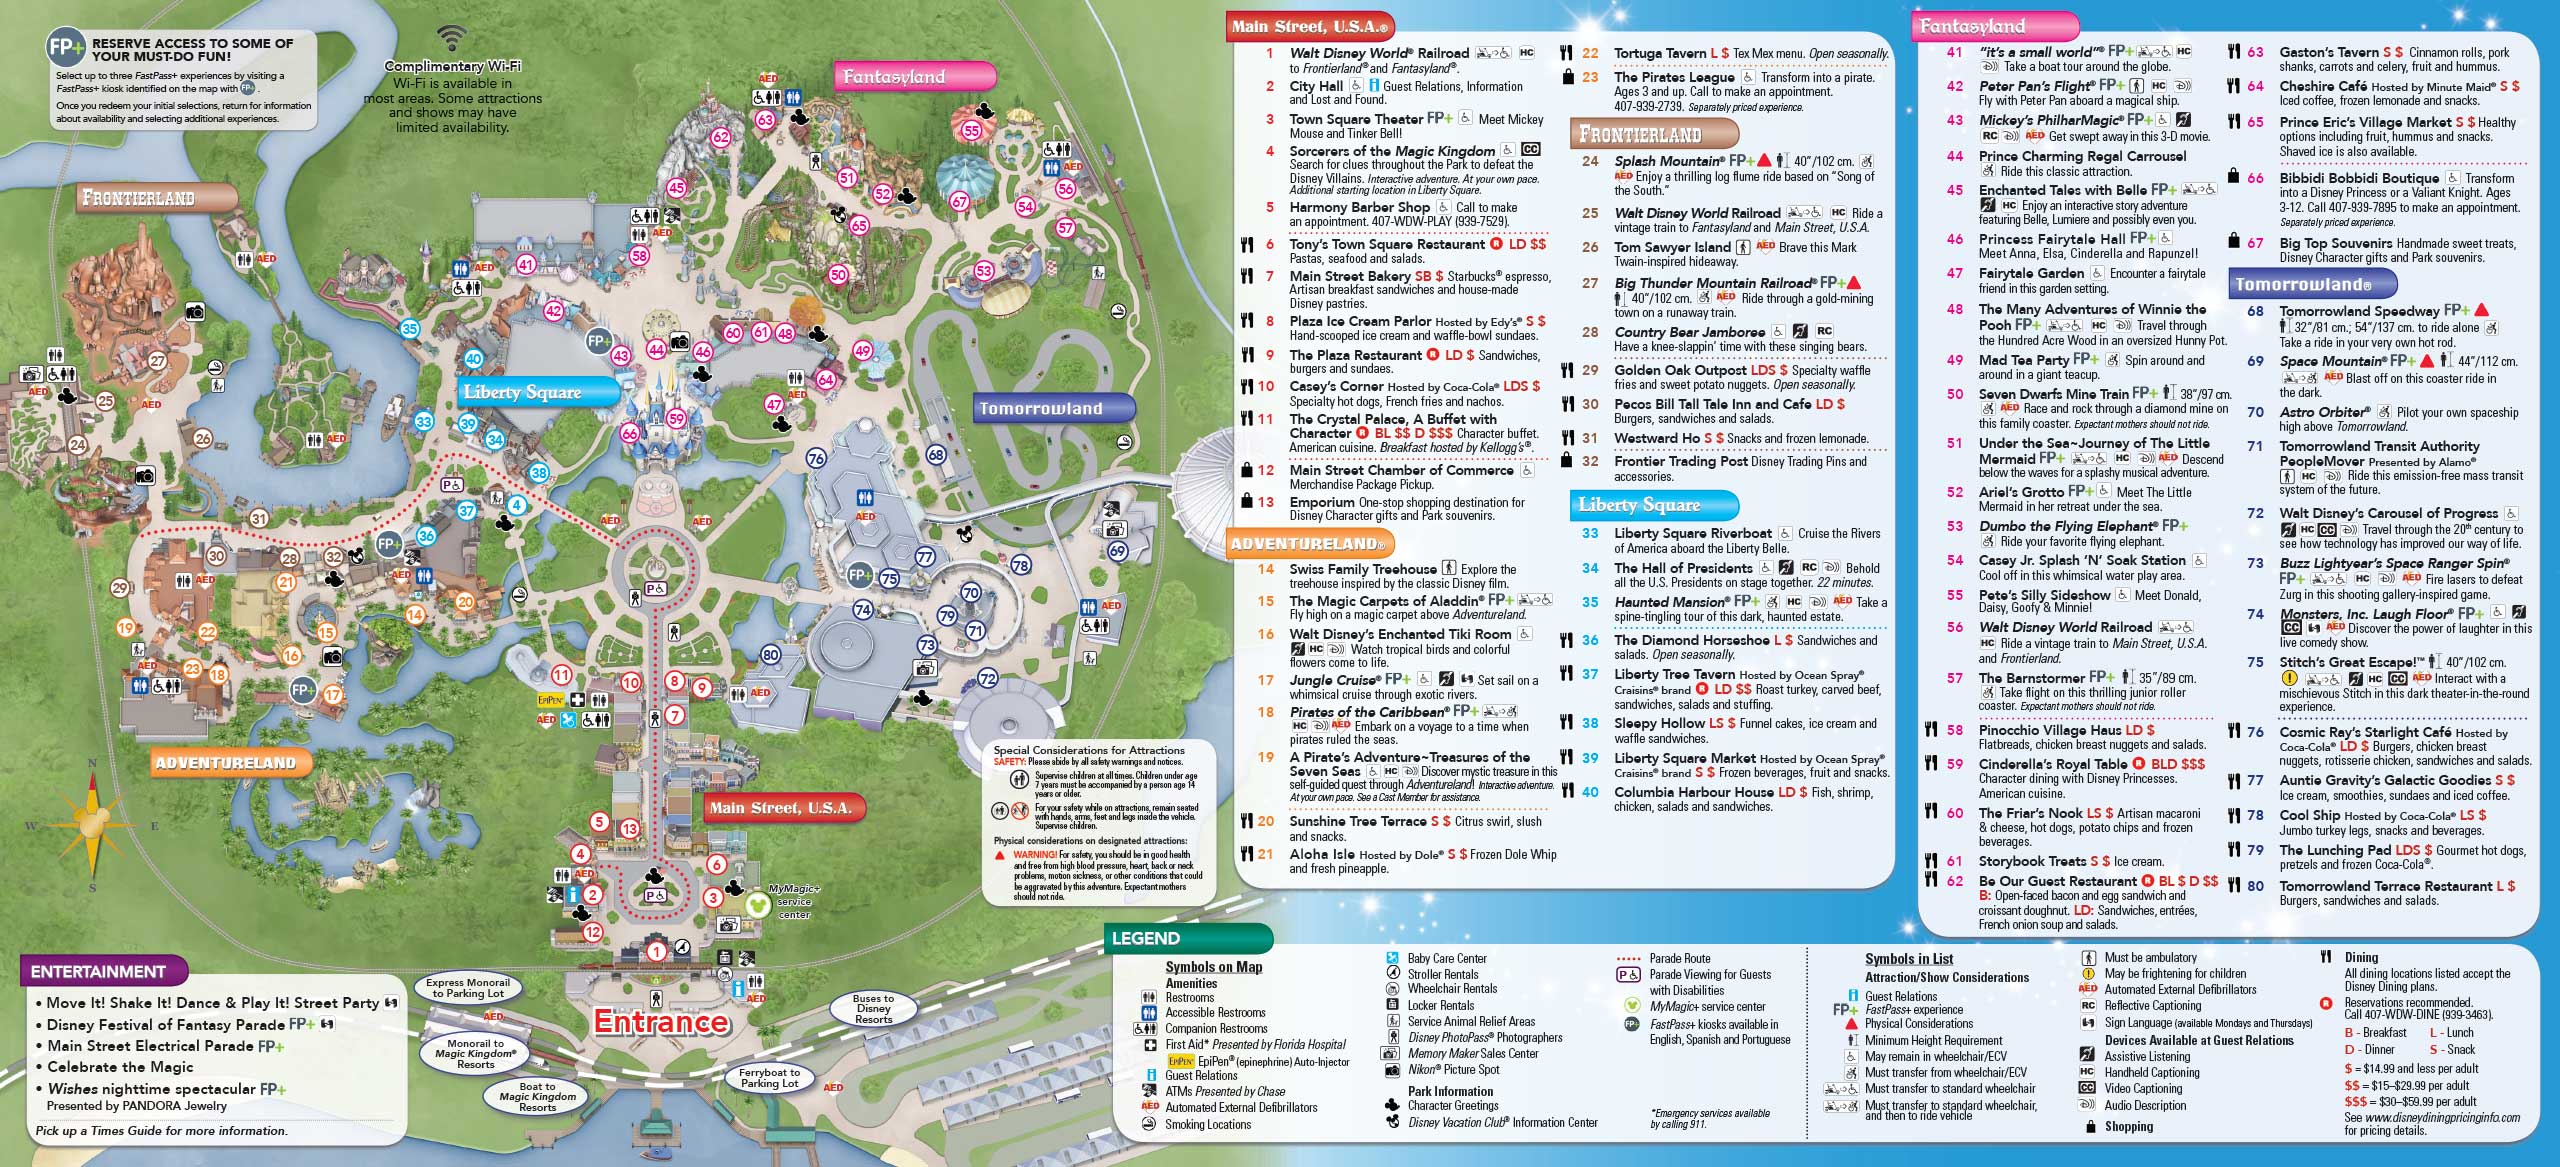 FP+ RESERVE ACCESS TO SOME OF
YOUR MUST-DO FUN!
Select up to three FastPass+ experiences by visiting a
FastPass+ kiosk identified on the map with FP+ .
Once you redeem your initial selections, return for information
about availability and selecting additional experiences.
Complimentary Wi-Fi
Wi-Fi is available in
most areas. Some attractions
and shows may have
limited availability.
Fantasyland
FRONTIERLAND
Liberty Square
Tomorrowland
ADVENTURELAND
Main Street, U.S.A.
MyMagic+
service
center
Entrance
N
W
E
S
Express Monorail
to Parking Lot
Monorail to
Magic Kingdom®
Resorts
Boat to
Magic Kingdom
Resorts
Buses to
Disney
Resorts
Ferryboat to
Parking Lot
Special Considerations for Attractions
SAFETY: Please abide by all safety warnings and notices.
Supervise children at all times. Children under age
7 years must be accompanied by a person age 14
years or older.
For your safety while on attractions, remain seated
with hands, arms, feet and legs inside the vehicle.
Supervise children.
Physical considerations on designated attractions:
WARNING! For safety, you should be in good health
and free from high blood pressure, heart, back or neck
problems, motion sickness, or other conditions that could
be aggravated by this adventure. Expectant mothers
should not ride.
ENTERTAINMENT
• Move It! Shake It! Dance & Play It! Street Party
• Disney Festival of Fantasy Parade FP+
• Main Street Electrical Parade FP+
• Celebrate the Magic
• Wishes nighttime spectacular FP+
Presented by PANDORA Jewelry
Pick up a Times Guide for more information.
Main Street, U.S.A.®
1 Walt Disney World® Railroad HC
to Frontierland® and Fantasyland®.
2 City Hall Guest Relations, Information
and Lost and Found.
3 Town Square Theater FP+ Meet Mickey
Mouse and Tinker Bell!
4 Sorcerers of the Magic Kingdom CC
Search for clues throughout the Park to defeat the
Disney Villains. Interactive adventure. At your own pace.
Additional starting location in Liberty Square.
5 Harmony Barber Shop Call to make
an appointment. 407-WDW-PLAY (939-7529).
6 Tony's Town Square Restaurant R LD $$
Pastas, seafood and salads.
7 Main Street Bakery SB $ Starbucks® espresso,
Artisan breakfast sandwiches and house-made
Disney pastries.
8 Plaza Ice Cream Parlor Hosted by Edy's® S $
Hand-scooped ice cream and waffle-bowl sundaes.
9 The Plaza Restaurant R LD $ Sandwiches,
burgers and sundaes.
10 Casey's Corner Hosted by Coca-Cola® LDS $
Specialty hot dogs, French fries and nachos.
11 The Crystal Palace, A Buffet with
Character R BL $$ D $$$ Character buffet.
American cuisine. Breakfast hosted by Kellogg's®.
12 Main Street Chamber of Commerce
Merchandise Package Pickup.
13 Emporium One-stop shopping destination for
Disney Character gifts and Park souvenirs.
ADVENTURELAND®
14 Swiss Family Treehouse Explore the
treehouse inspired by the classic Disney film.
15 The Magic Carpets of Aladdin® FP+
Fly high on a magic carpet above Adventureland.
16 Walt Disney's Enchanted Tiki Room
HC Watch tropical birds and colorful
flowers come to life.
17 Jungle Cruise® FP+ Set sail on a
whimsical cruise through exotic rivers.
18 Pirates of the Caribbean® FP+
HC AED Embark on a voyage to a time when
pirates ruled the seas.
19 A Pirate's Adventure~Treasures of the
Seven Seas HC Discover mystic treasure in this
self-guided quest through Adventureland! Interactive adventure.
At your own pace. See a Cast Member for assistance.
20 Sunshine Tree Terrace S $ Citrus swirl, slush
and snacks.
21 Aloha Isle Hosted by Dole® S $ Frozen Dole Whip
and fresh pineapple.
22 Tortuga Tavern L $ Tex Mex menu. Open seasonally.
23 The Pirates League Transform into a pirate.
Ages 3 and up. Call to make an appointment.
407-939-2739. Separately priced experience.
FRONTIERLAND
24 Splash Mountain® FP+ 40"/102 cm.
AED Enjoy a thrilling log flume ride based on "Song of
the South."
25 Walt Disney World Railroad HC Ride a
vintage train to Fantasyland and Main Street, U.S.A.
26 Tom Sawyer Island AED Brave this Mark
Twain-inspired hideaway.
27 Big Thunder Mountain Railroad® FP+
40"/102 cm. AED Ride through a gold-mining
town on a runaway train.
28 Country Bear Jamboree RC
Have a knee-slappin' time with these singing bears.
29 Golden Oak Outpost LDS $ Specialty waffle
fries and sweet potato nuggets. Open seasonally.
30 Pecos Bill Tall Tale Inn and Cafe LD $
Burgers, sandwiches and salads.
31 Westward Ho S $ Snacks and frozen lemonade.
32 Frontier Trading Post Disney Trading Pins and
accessories.
Liberty Square
33 Liberty Square Riverboat Cruise the Rivers
of America aboard the Liberty Belle.
34 The Hall of Presidents RC Behold
all the U.S. Presidents on stage together. 22 minutes.
35 Haunted Mansion® FP+ HC AED Take a
spine-tingling tour of this dark, haunted estate.
36 The Diamond Horseshoe L $ Sandwiches and
salads. Open seasonally.
37 Liberty Tree Tavern Hosted by Ocean Spray®
Craisins® brand R LD $$ Roast turkey, carved beef,
sandwiches, salads and stuffing.
38 Sleepy Hollow LS $ Funnel cakes, ice cream and
waffle sandwiches.
39 Liberty Square Market Hosted by Ocean Spray®
Craisins® brand S $ Frozen beverages, fruit and snacks.
40 Columbia Harbour House LD $ Fish, shrimp,
chicken, salads and sandwiches.
Fantasyland
41 "it's a small world"® FP+ HC
Take a boat tour around the globe.
42 Peter Pan's Flight® FP+ HC
Fly with Peter Pan aboard a magical ship.
43 Mickey's PhilharMagic® FP+
RC AED Get swept away in this 3-D movie.
44 Prince Charming Regal Carrousel
Ride this classic attraction.
45 Enchanted Tales with Belle FP+
HC Enjoy an interactive story adventure
featuring Belle, Lumiere and possibly even you.
46 Princess Fairytale Hall FP+
Meet Anna, Elsa, Cinderella and Rapunzel!
47 Fairytale Garden Encounter a fairytale
friend in this garden setting.
48 The Many Adventures of Winnie the
Pooh FP+ HC Travel through
the Hundred Acre Wood in an oversized Hunny Pot.
49 Mad Tea Party FP+ Spin around and
around in a giant teacup.
50 Seven Dwarfs Mine Train FP+ 38"/97 cm.
AED Race and rock through a diamond mine on
this family coaster. Expectant mothers should not ride.
51 Under the Sea~Journey of The Little
Mermaid FP+ HC AED Descend
below the waves for a splashy musical adventure.
52 Ariel's Grotto FP+ Meet The Little
Mermaid in her retreat under the sea.
53 Dumbo the Flying Elephant® FP+
Ride your favorite flying elephant.
54 Casey Jr. Splash 'N' Soak Station
Cool off in this whimsical water play area.
55 Pete's Silly Sideshow Meet Donald,
Daisy, Goofy & Minnie!
56 Walt Disney World Railroad
HC Ride a vintage train to Main Street, U.S.A.
and Frontierland.
57 The Barnstormer FP+ 35"/89 cm.
Take flight on this thrilling junior roller
coaster. Expectant mothers should not ride.
58 Pinocchio Village Haus LD $
Flatbreads, chicken breast nuggets and salads.
59 Cinderella's Royal Table R BLD $$$
Character dining with Disney Princesses.
American cuisine.
60 The Friar's Nook LS $ Artisan macaroni
& cheese, hot dogs, potato chips and frozen
beverages.
61 Storybook Treats S $ Ice cream.
62 Be Our Guest Restaurant R BL $ D $$
B: Open-faced bacon and egg sandwich and
croissant doughnut. LD: Sandwiches, entrées,
French onion soup and salads.
63 Gaston's Tavern S $ Cinnamon rolls, pork
shanks, carrots and celery, fruit and hummus.
64 Cheshire Café Hosted by Minute Maid® S $
Iced coffee, frozen lemonade and snacks.
65 Prince Eric's Village Market S $ Healthy
options including fruit, hummus and snacks.
Shaved ice is also available.
66 Bibbidi Bobbidi Boutique Transform
into a Disney Princess or a Valiant Knight. Ages
3-12. Call 407-939-7895 to make an appointment.
Separately priced experience.
67 Big Top Souvenirs Handmade sweet treats,
Disney Character gifts and Park souvenirs.
Tomorrowland®
68 Tomorrowland Speedway FP+
32"/81 cm.; 54"/137 cm. to ride alone
Take a ride in your very own hot rod.
69 Space Mountain® FP+ 44"/112 cm.
AED Blast off on this coaster ride in
the dark.
70 Astro Orbiter® Pilot your own spaceship
high above Tomorrowland.
71 Tomorrowland Transit Authority
PeopleMover Presented by Alamo®
HC Ride this emission-free mass transit
system of the future.
72 Walt Disney's Carousel of Progress
HC CC Travel through the 20th century to
see how technology has improved our way of life.
73 Buzz Lightyear's Space Ranger Spin®
FP+ HC AED Fire lasers to defeat
Zurg in this shooting gallery-inspired game.
74 Monsters, Inc. Laugh Floor® FP+
CC AED Discover the power of laughter in this
live comedy show.
75 Stitch's Great Escape!™ 40"/102 cm.
HC CC AED Interact with a
mischievous Stitch in this dark theater-in-the-round
experience.
76 Cosmic Ray's Starlight Café Hosted by
Coca-Cola® LD $ Burgers, chicken breast
nuggets, rotisserie chicken, sandwiches and salads.
77 Auntie Gravity's Galactic Goodies S $
Ice cream, smoothies, sundaes and iced coffee.
78 Cool Ship Hosted by Coca-Cola® LS $
Jumbo turkey legs, snacks and beverages.
79 The Lunching Pad LDS $ Gourmet hot dogs,
pretzels and frozen Coca-Cola®.
80 Tomorrowland Terrace Restaurant L $
Burgers, sandwiches and salads.
LEGEND
Symbols on Map
Amenities
Restrooms
Accessible Restrooms
Companion Restrooms
First Aid* Presented by Florida Hospital
EpiPen EpiPen® (epinephrine) Auto-Injector
Guest Relations
ATMs Presented by Chase
AED Automated External Defibrillators
Smoking Locations
Baby Care Center
Stroller Rentals
Wheelchair Rentals
Locker Rentals
Service Animal Relief Areas
Disney PhotoPass® Photographers
Memory Maker Sales Center
Nikon® Picture Spot
Park Information
Character Greetings
Disney Vacation Club® Information Center
Parade Route
P Parade Viewing for Guests
with Disabilities
MyMagic+ service center
FP+ FastPass+ kiosks available in
English, Spanish and Portuguese
*Emergency services available
by calling 911.
Symbols in List
Attraction/Show Considerations
Guest Relations
FP+ FastPass+ experience
Physical Considerations
Minimum Height Requirement
May remain in wheelchair/ECV
Must transfer from wheelchair/ECV
Must transfer to standard wheelchair
Must transfer to standard wheelchair,
and then to ride vehicle
Must be ambulatory
May be frightening for children
AED Automated External Defibrillators
RC Reflective Captioning
Sign Language (available Mondays and Thursdays)
Devices Available at Guest Relations
Assistive Listening
HC Handheld Captioning
CC Video Captioning
Audio Description
Shopping
Dining
All dining locations listed accept the
Disney Dining plans.
R Reservations recommended.
Call 407-WDW-DINE (939-3463).
B - Breakfast L - Lunch
D - Dinner S - Snack
$ = $14.99 and less per adult
$$ = $15–$29.99 per adult
$$$ = $30–$59.99 per adult
See www.disneydiningpricinginfo.com
for pricing details.